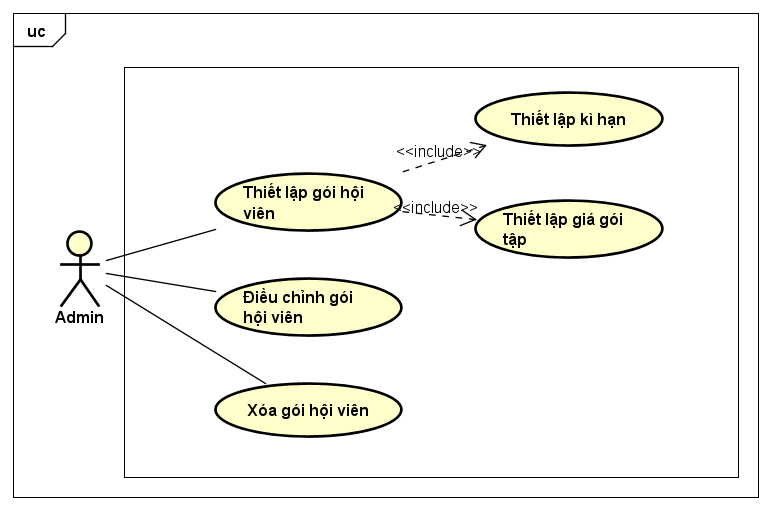 uc
Thiết lập kì hạn
<<include>>
Thiết lập gói hội
viên
<<include>>
Thiết lập giá gói
tập
Admin
Điều chỉnh gói
hội viên
Xóa gói hội viên